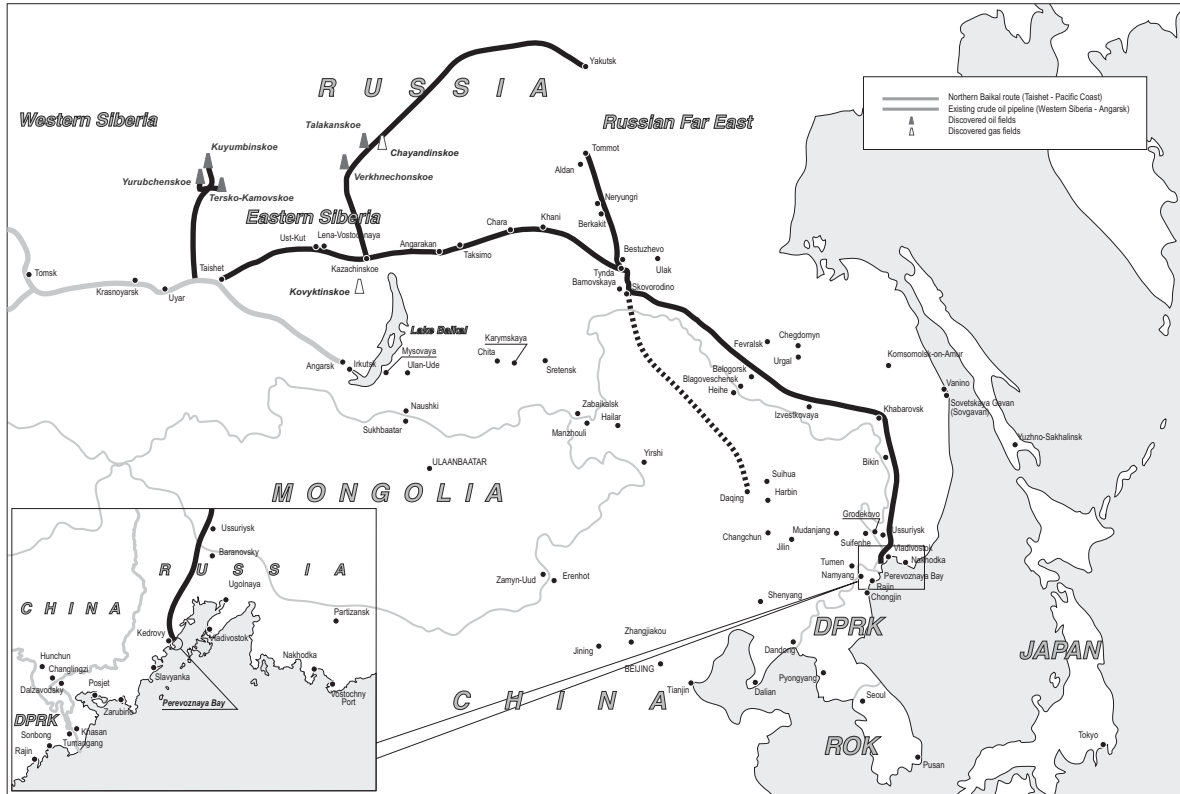 Northern Baikal route (Taishet - Pacific Coast)
Existing crude oil pipeline (Western Siberia - Angarsk)
Discovered oil fields
Discovered gas fields
RUSSIA
Western Siberia
Russian Far East
Eastern Siberia
Yakutsk
Talakanskoe
Chayandinskoe
Verkhnechonskoe
Kuyumbinskoe
Yurubchenskoe
Tersko-Kamovskoe
Tommot
Aldan
Neryungri
Berkakit
Chara
Khani
Ust-Kut
Lena-Vostochnaya
Angarakan
Taksimo
Bestuzhevo
Ulak
Tynda
Bamovskaya
Skovorodino
Tomsk
Krasnoyarsk
Uyar
Taishet
Kazachinskoe
Kovyktinskoe
Lake Baikal
Angarsk
Irkutsk
Mysovaya
Ulan-Ude
Karymskaya
Chita
Sretensk
Fevralsk
Chegdomyn
Urgal
Komsomolsk-on-Amur
Belogorsk
Blagoveschensk
Heihe
Izvestkovaya
Khabarovsk
Vanino
Sovetskaya Gavan
(Sovgavan)
Yuzhno-Sakhalinsk
Naushki
Sukhbaatar
Zabaikalsk
Hailar
Manzhouli
ULAANBAATAR
Yirshi
Bikin
MONGOLIA
Suihua
Daqing
Harbin
Grodekovo
Changchun
Jilin
Mudanjang
Suifenhe
Ussuriysk
Vladivostok
Nakhodka
Tumen
Namyang
Perevoznaya Bay
Rajin
Chongjin
Zamyn-Uud
Erenhot
Shenyang
Zhangjiakou
Jining
BEIJING
Tianjin
Dandong
Dalian
DPRK
Pyongyang
Seoul
ROK
Pusan
JAPAN
Tokyo
CHINA
Ussuriysk
Baranovsky
RUSSIA
Ugolnaya
CHINA
Partizansk
Kedrovy
Vladivostok
Hunchun
Changlingzi
Dalzavodsky
Posjet
Slavyanka
Nakhodka
Vostochny
Port
Zarubino
Perevoznaya Bay
DPRK
Sonbong
Khasan
Tumangang
Rajin